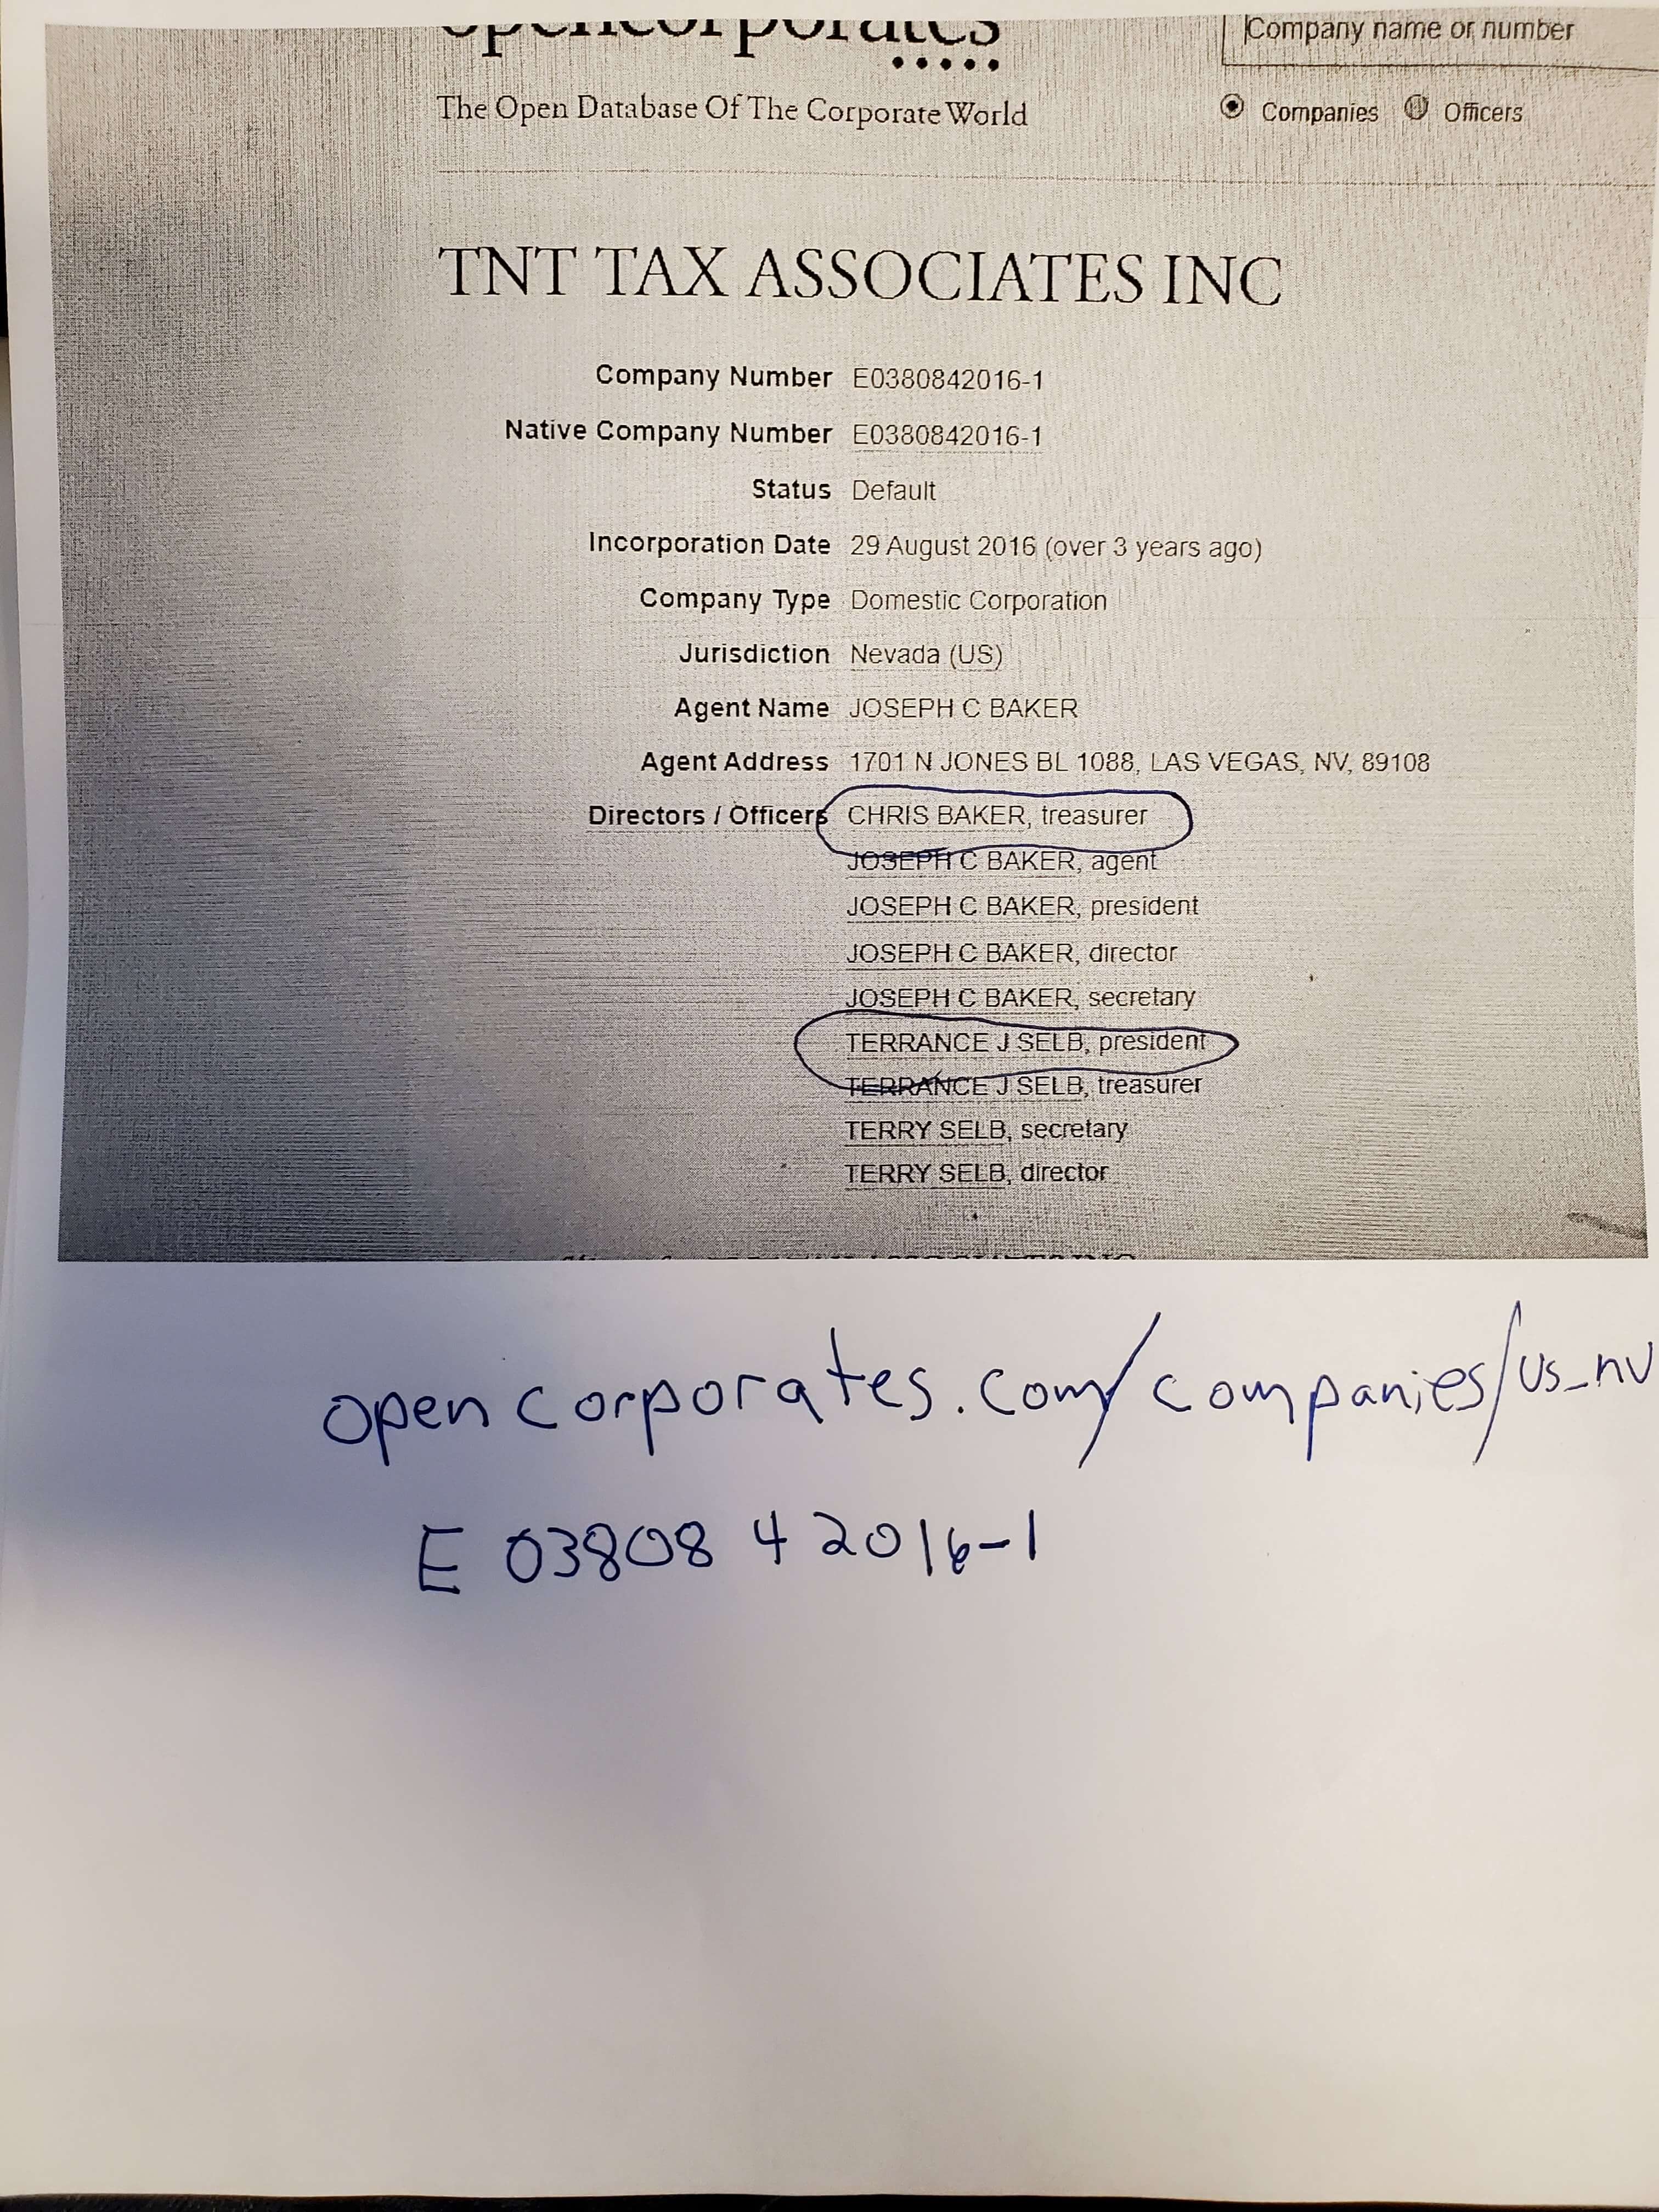 opencorporates
Company name or number
The Open Database Of The Corporate World
Companies Officers
TNT TAX ASSOCIATES INC
Company Number E0380842016-1
Native Company Number E0380842016-1
Status Default
Incorporation Date 29 August 2016 (over 3 years ago)
Company Type Domestic Corporation
Jurisdiction Nevada (US)
Agent Name JOSEPH C BAKER
Agent Address 1701 N JONES BL 1088, LAS VEGAS, NV, 89108
Directors / Officers CHRIS BAKER, treasurer
JOSEPH C BAKER, agent
JOSEPH C BAKER, president
JOSEPH C BAKER, director
JOSEPH C BAKER, secretary
TERRANCE J SELB, president
TERRANCE J SELB, treasurer
TERRY SELB, secretary
TERRY SELB, director
opencorporates.com/companies/us_nv
E 03808 4 2016-1